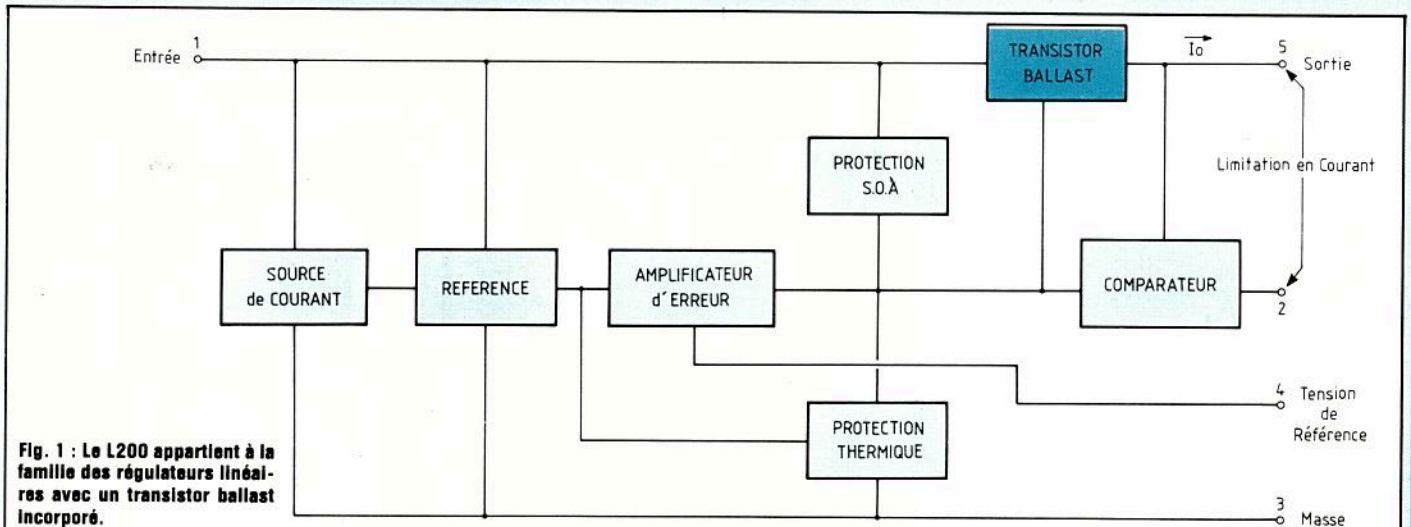 1
Entrée
TRANSISTOR
BALLAST
Io
5
Sortie
PROTECTION
S.O.À
Limitation en Courant
SOURCE
de COURANT
REFERENCE
AMPLIFICATEUR
d'ERREUR
COMPARATEUR
2
4
Tension
de
Référence
PROTECTION
THERMIQUE
3
Masse
Fig. 1 : Le L200 appartient à la
famille des régulateurs linéai-
res avec un transistor ballast
incorporé.